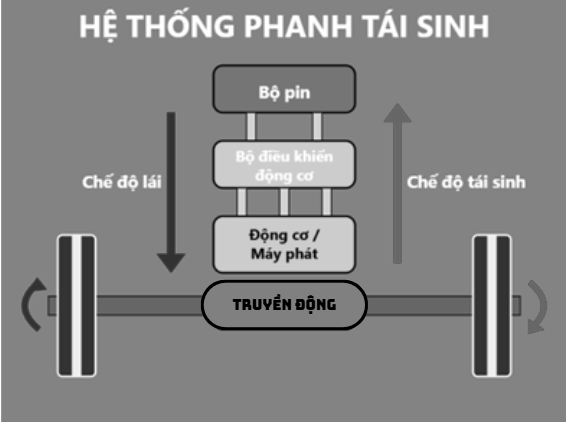 HỆ THỐNG PHANH TÁI SINH
Bộ pin
Bộ điều khiển
động cơ
Chế độ lái
Chế độ tái sinh
Động cơ /
Máy phát
TRUYỀN ĐỘNG